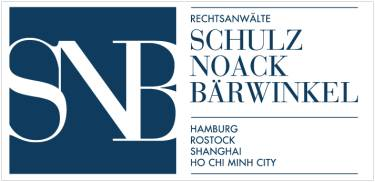 SNB
RECHTSANWÄLTE
SCHULZ
NOACK
BÄRWINKEL
HAMBURG
ROSTOCK
SHANGHAI
HO CHI MINH CITY